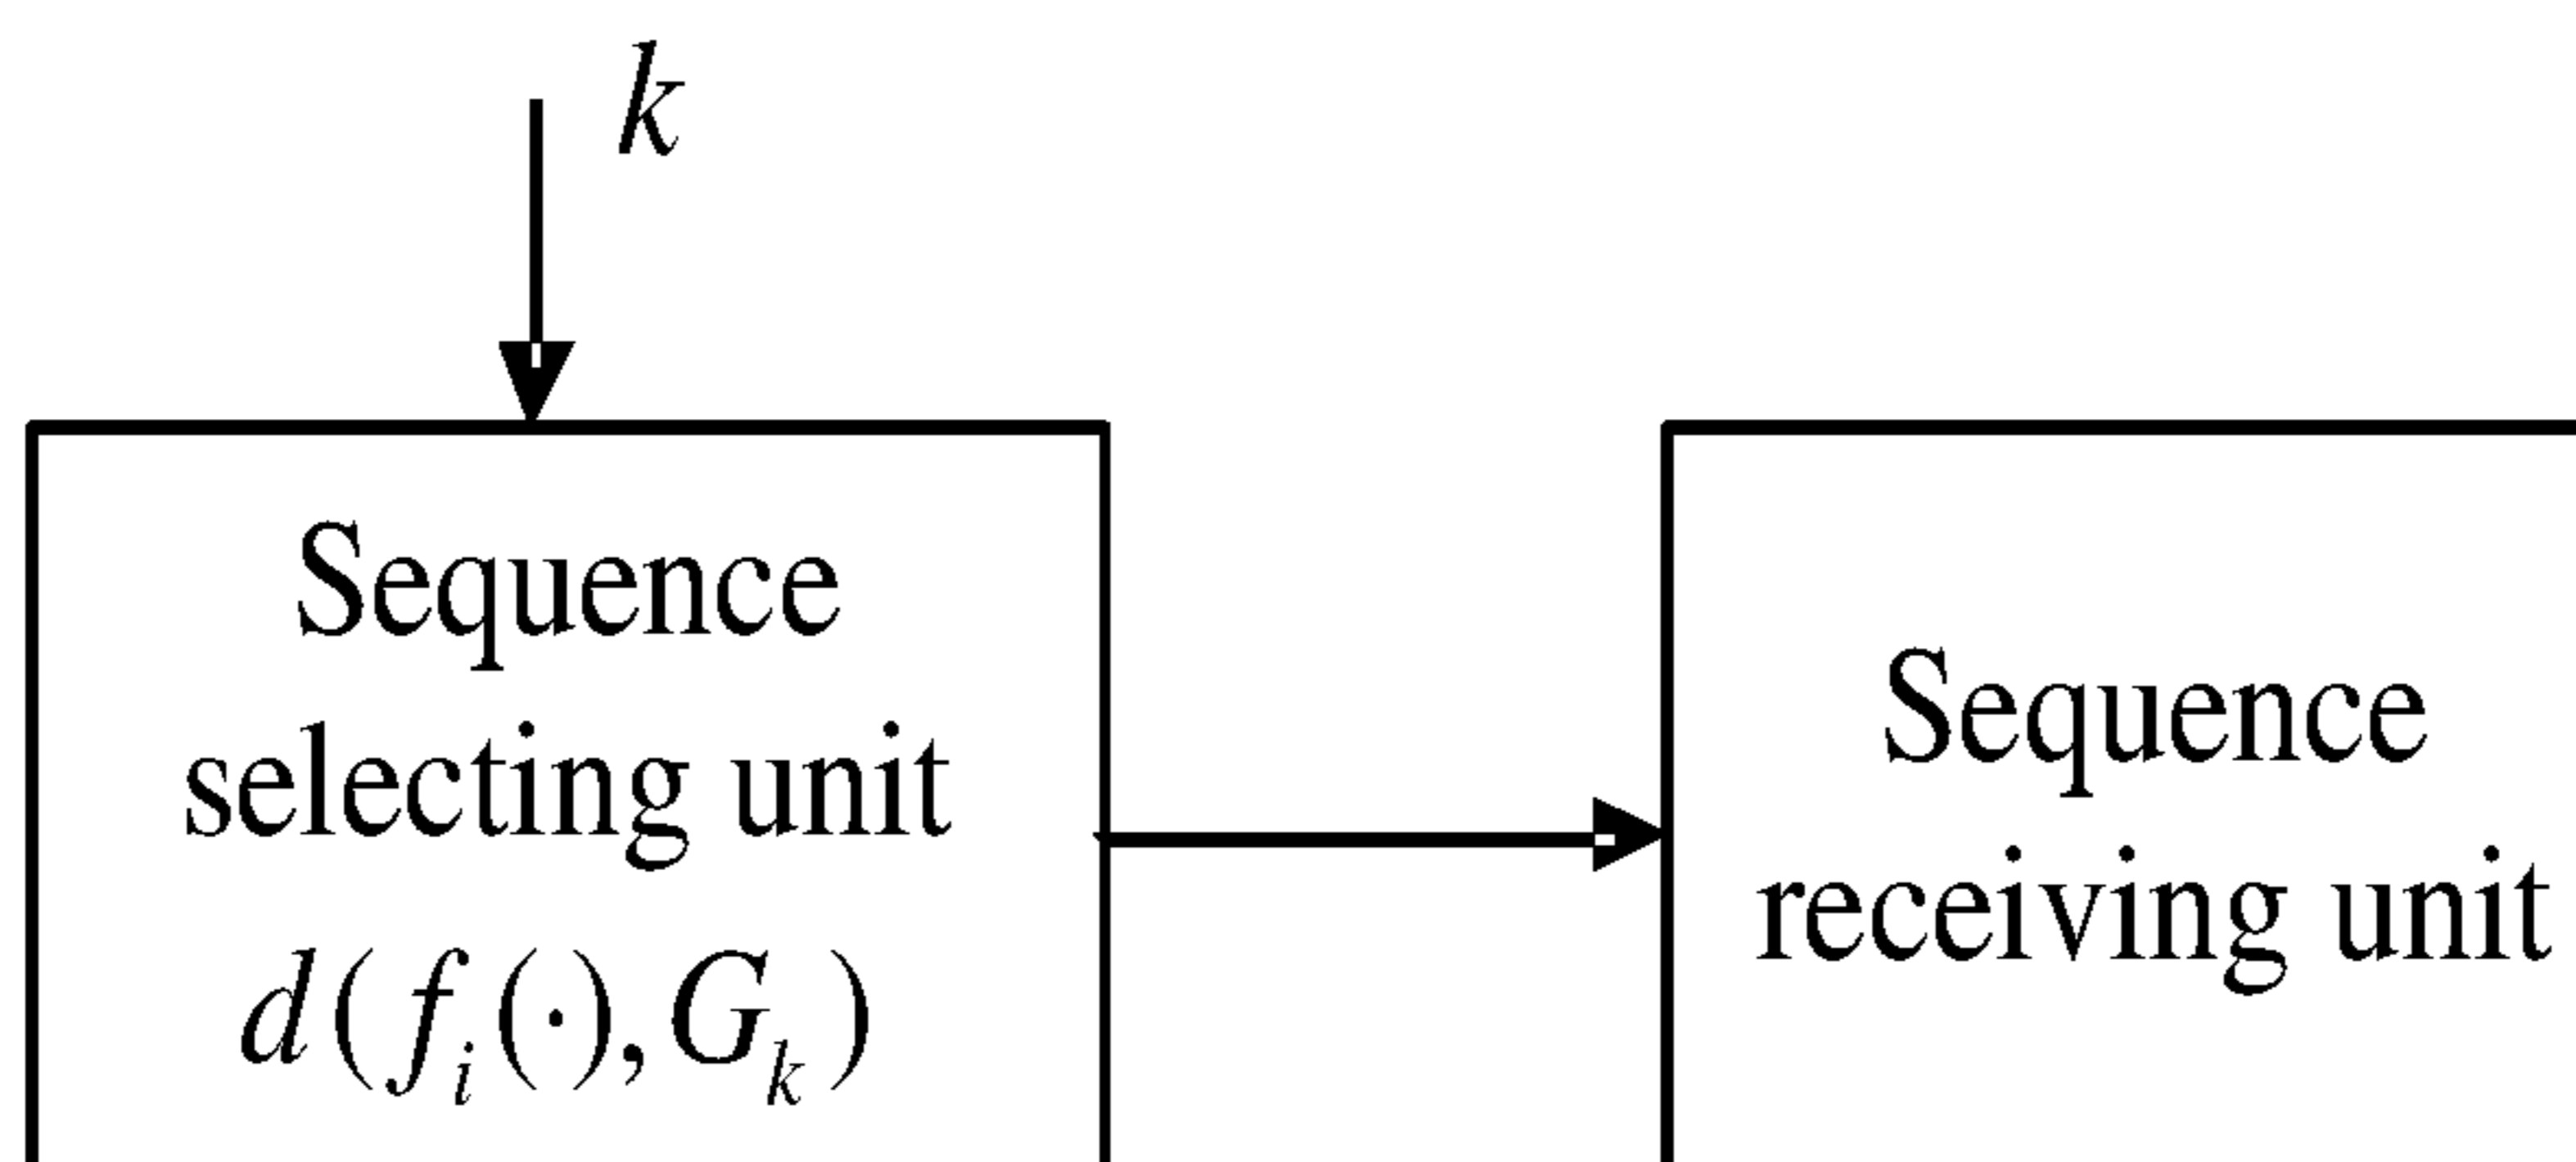 k
Sequence
selecting unit
d(f_i(·),G_k)
Sequence
receiving unit